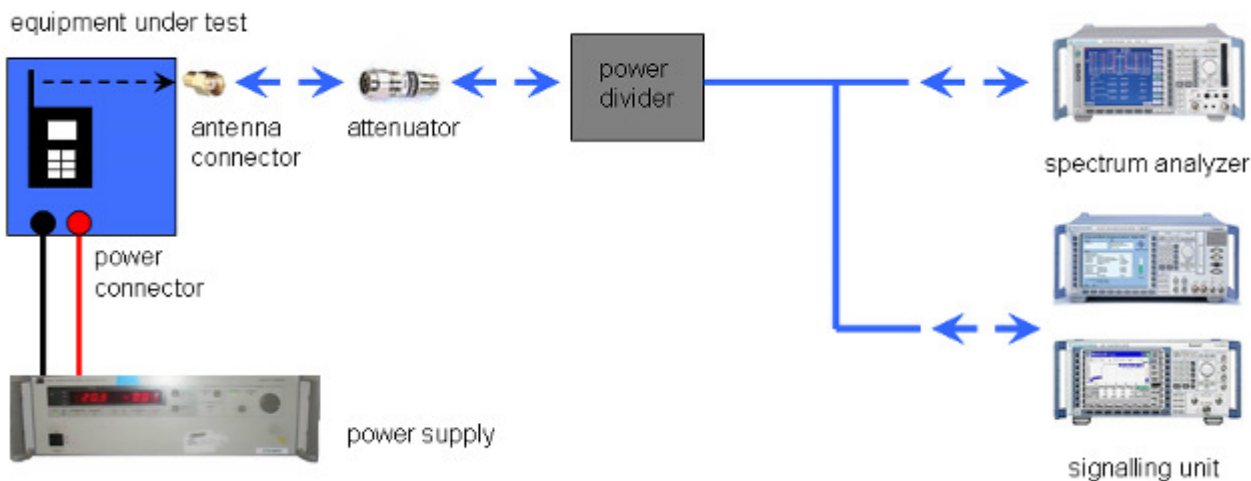 equipment under test
power
divider
antenna
connector
attenuator
spectrum analyzer
power
connector
power supply
signalling unit